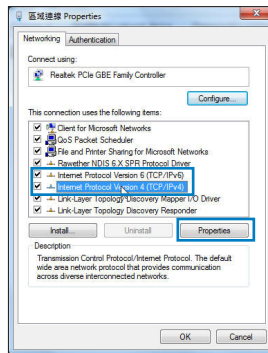 區域連線 Properties
Networking Authentication
Connect using:
Realtek PCIe GBE Family Controller
Configure...
This connection uses the following items:
Client for Microsoft Networks
QoS Packet Scheduler
File and Printer Sharing for Microsoft Networks
Rawether NDIS 6.X SPR Protocol Driver
Internet Protocol Version 6 (TCP/IPv6)
Internet Protocol Version 4 (TCP/IPv4)
Link-Layer Topology Discovery Mapper I/O Driver
Link-Layer Topology Discovery Responder
Install... Uninstall Properties
Description
Transmission Control Protocol/Internet Protocol. The default
wide area network protocol that provides communication
across diverse interconnected networks.
OK Cancel